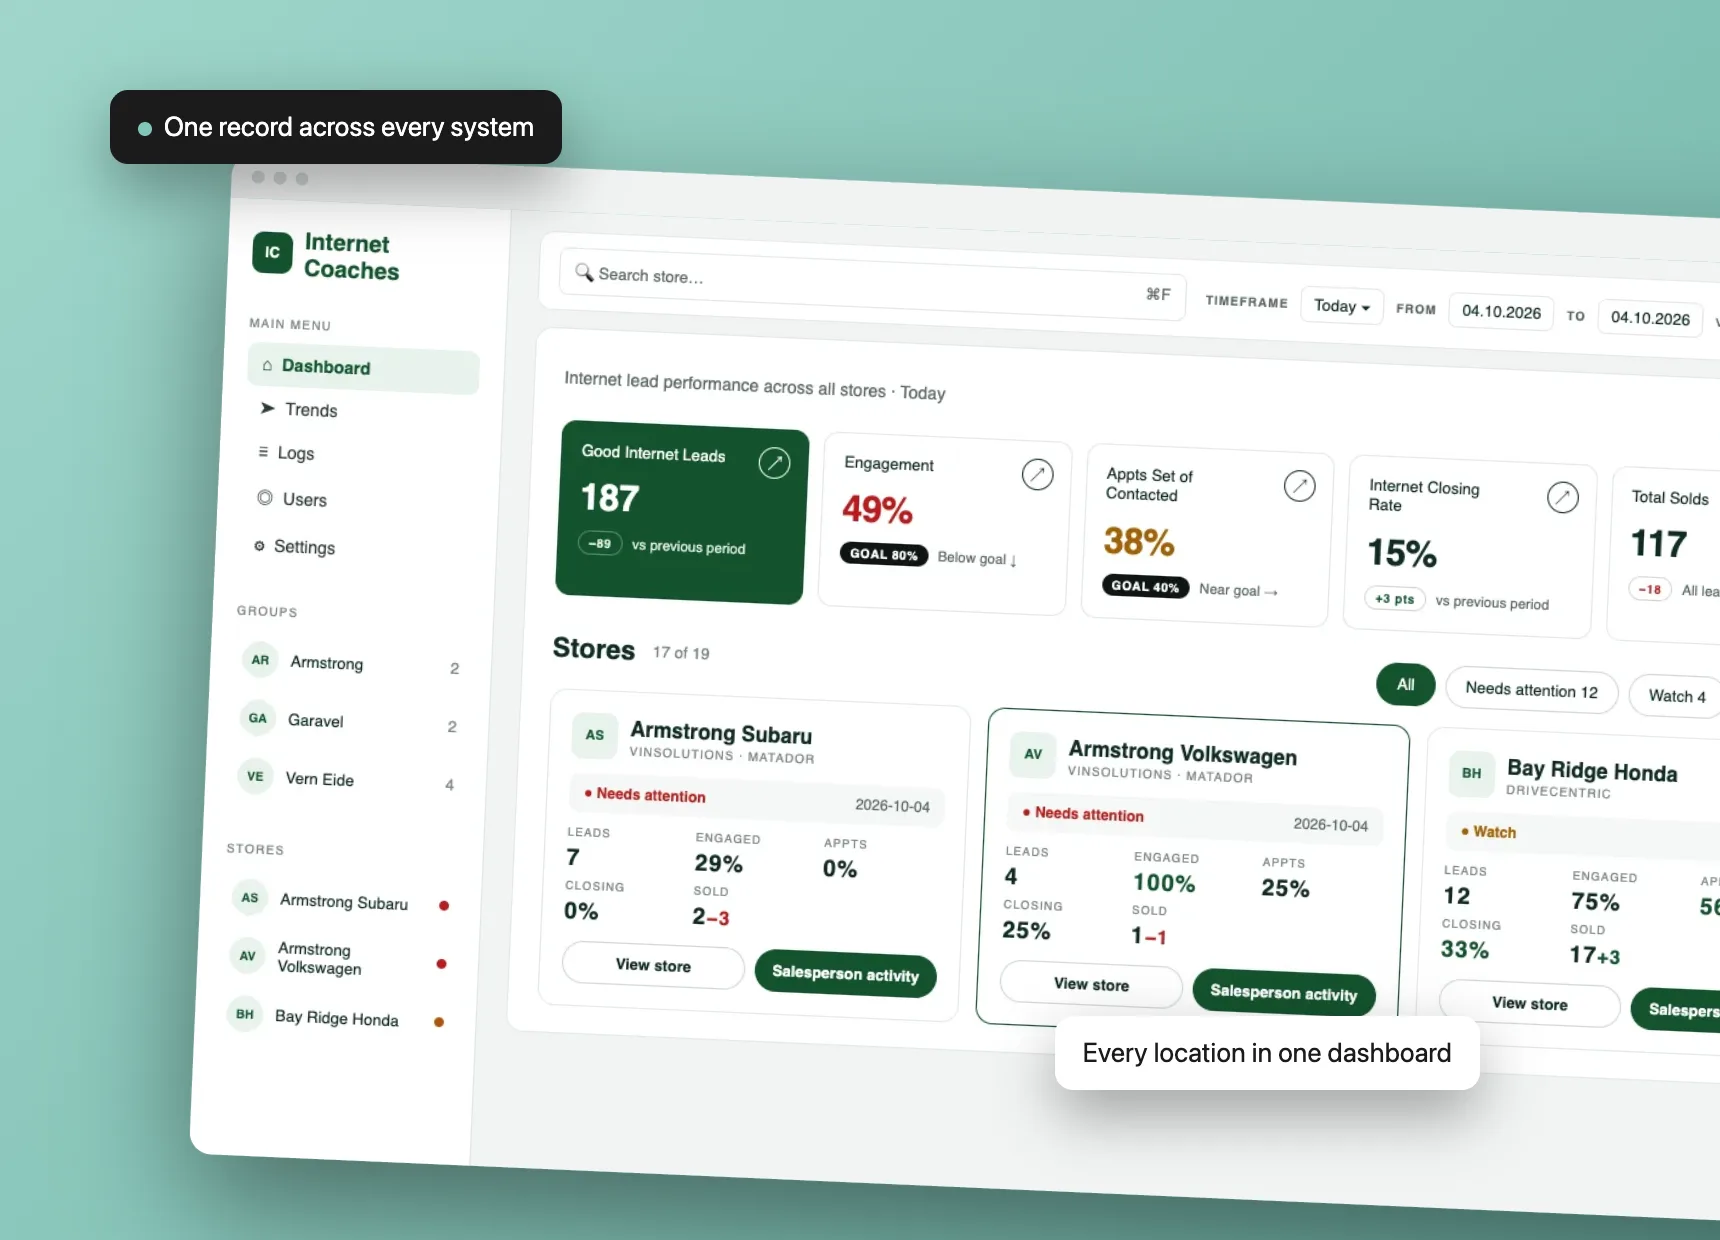 One record across every system
IC
Internet
Coaches
MAIN MENU
Dashboard
Trends
Logs
Users
Settings
GROUPS
AR Armstrong 2
GA Garavel 2
VE Vern Eide 4
STORES
AS Armstrong Subaru
AV Armstrong
Volkswagen
BH Bay Ridge Honda
Search store... ⌘F
TIMEFRAME Today FROM 04.10.2026 TO 04.10.2026
Internet lead performance across all stores · Today
Good Internet Leads
187
−89 vs previous period
Engagement
49%
GOAL 80% Below goal ↓
Appts Set of
Contacted
38%
GOAL 40% Near goal →
Internet Closing
Rate
15%
+3 pts vs previous period
Total Solds
117
−18 All
Stores 17 of 19
All Needs attention 12 Watch 4
AS Armstrong Subaru
VINSOLUTIONS · MATADOR
Needs attention 2026-10-04
LEADS ENGAGED APPTS
7 29% 0%
CLOSING SOLD
0% 2−3
View store Salesperson activity
AV Armstrong Volkswagen
VINSOLUTIONS · MATADOR
Needs attention 2026-10-04
LEADS ENGAGED APPTS
4 100% 25%
CLOSING SOLD
25% 1−1
View store Salesperson activity
BH Bay Ridge Honda
DRIVECENTRIC
Watch
LEADS ENGAGED
12 75%
CLOSING SOLD
33% 17+3
View store
Every location in one dashboard